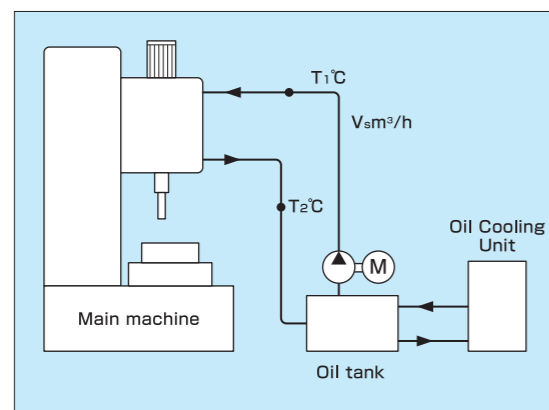 T₁℃
Vₛm³/h
T₂℃
Oil Cooling
Unit
M
Main machine
Oil tank